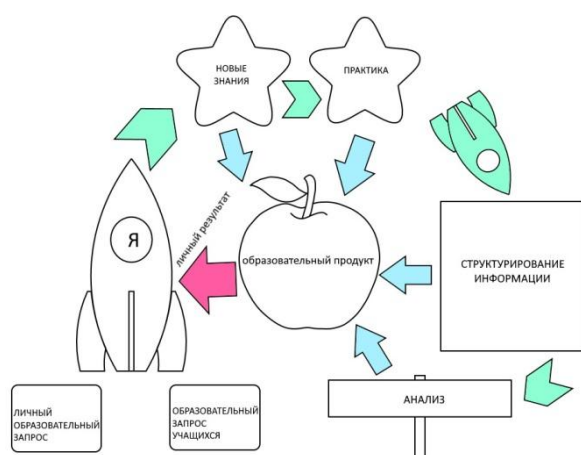 НОВЫЕ
ЗНАНИЯ
ПРАКТИКА
Я
личный результат
образовательный продукт
СТРУКТУРИРОВАНИЕ
ИНФОРМАЦИИ
АНАЛИЗ
ЛИЧНЫЙ
ОБРАЗОВАТЕЛЬНЫЙ
ЗАПРОС
ОБРАЗОВАТЕЛЬНЫЙ
ЗАПРОС
УЧАЩИХСЯ